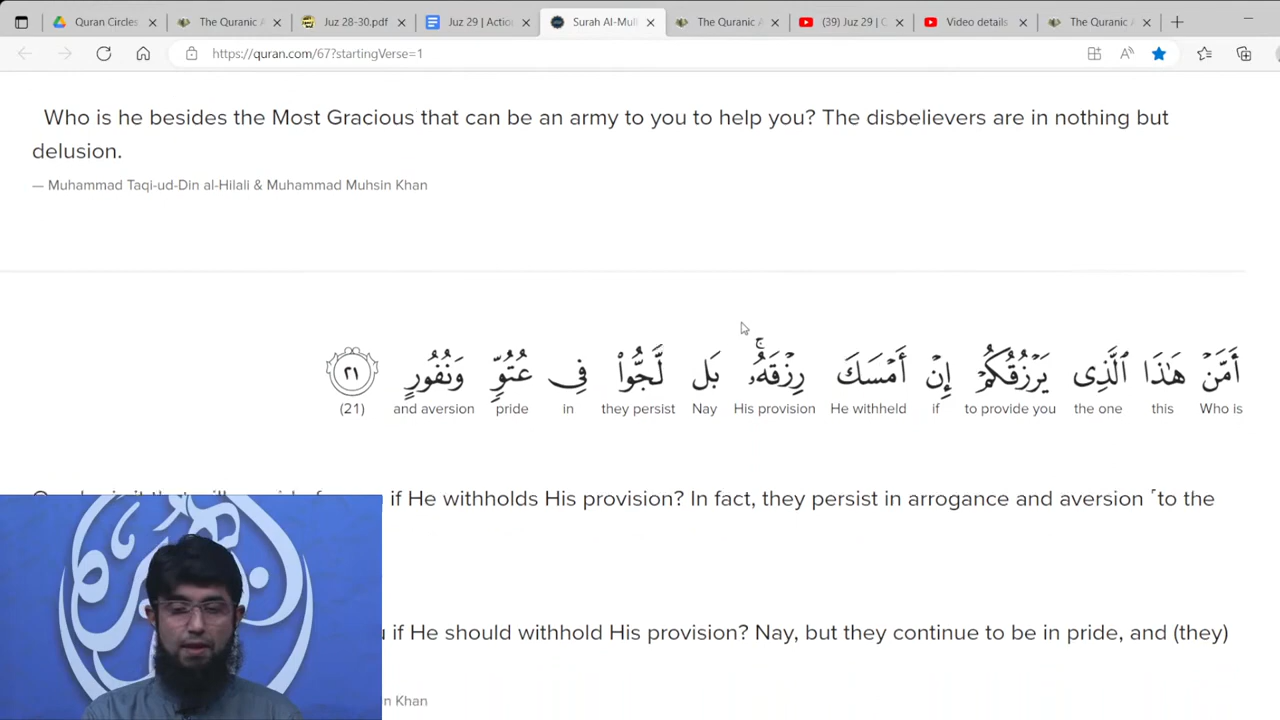 Quran Circles
The Quranic A
Juz 28-30.pdf
Juz 29 | Actio
Surah Al-Mull
The Quranic A
(39) Juz 29 | C
Video details
The Quranic A
https://quran.com/67?startingVerse=1
Who is he besides the Most Gracious that can be an army to you to help you? The disbelievers are in nothing but
delusion.
— Muhammad Taqi-ud-Din al-Hilali & Muhammad Muhsin Khan
أَمَّنۡ هَٰذَا ٱلَّذِى يَرۡزُقُكُمۡ إِنۡ أَمۡسَكَ رِزۡقَهُۥۚ بَل لَّجُّواْ فِى عُتُوٍّ وَنُفُورٍ ٢١
(21) and aversion pride in they persist Nay His provision He withheld if to provide you the one this Who is
if He withholds His provision? In fact, they persist in arrogance and aversion ˹to the
if He should withhold His provision? Nay, but they continue to be in pride, and (they)
n Khan